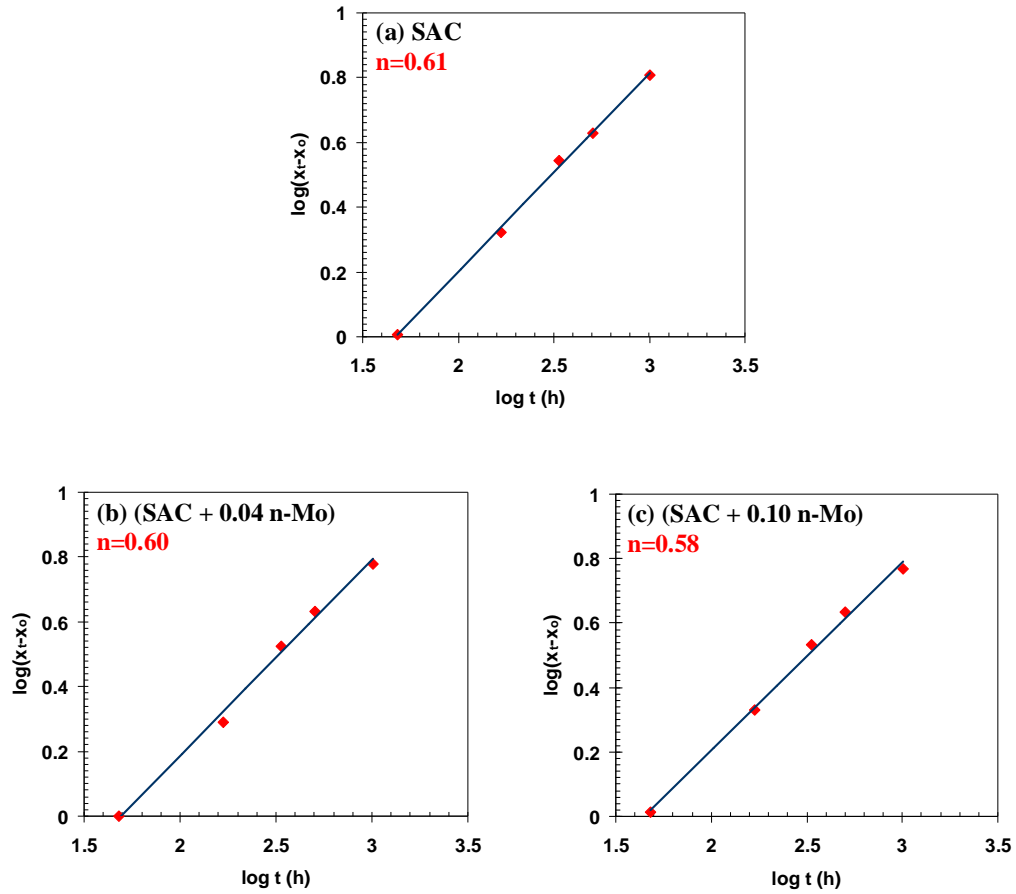 (a) SAC
n=0.61
1
0.8
0.6
0.4
0.2
0
log(xt-xo)
1.5 2 2.5 3 3.5
log t (h)
(b) (SAC + 0.04 n-Mo)
n=0.60
1
0.8
0.6
0.4
0.2
0
log(xt-xo)
1.5 2 2.5 3 3.5
log t (h)
(c) (SAC + 0.10 n-Mo)
n=0.58
1
0.8
0.6
0.4
0.2
0
log(xt-xo)
1.5 2 2.5 3 3.5
log t (h)